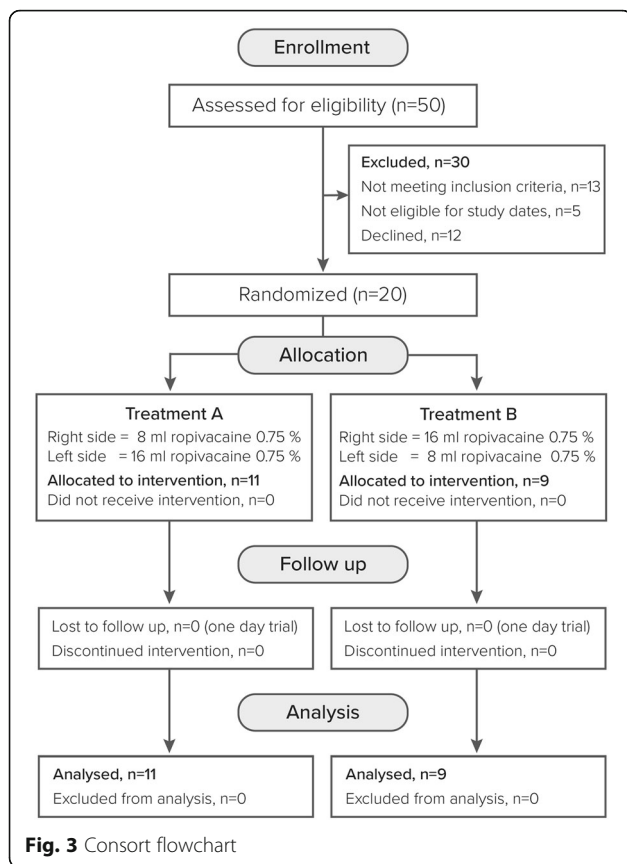 Enrollment
Assessed for eligibility (n=50)
Excluded, n=30
Not meeting inclusion criteria, n=13
Not eligible for study dates, n=5
Declined, n=12
Randomized (n=20)
Allocation
Treatment A
Right side = 8 ml ropivacaine 0.75 %
Left side = 16 ml ropivacaine 0.75 %
Allocated to intervention, n=11
Did not receive intervention, n=0
Treatment B
Right side = 16 ml ropivacaine 0.75 %
Left side = 8 ml ropivacaine 0.75 %
Allocated to intervention, n=9
Did not receive intervention, n=0
Follow up
Lost to follow up, n=0 (one day trial)
Discontinued intervention, n=0
Lost to follow up, n=0 (one day trial)
Discontinued intervention, n=0
Analysis
Analysed, n=11
Excluded from analysis, n=0
Analysed, n=9
Excluded from analysis, n=0
Fig. 3 Consort flowchart